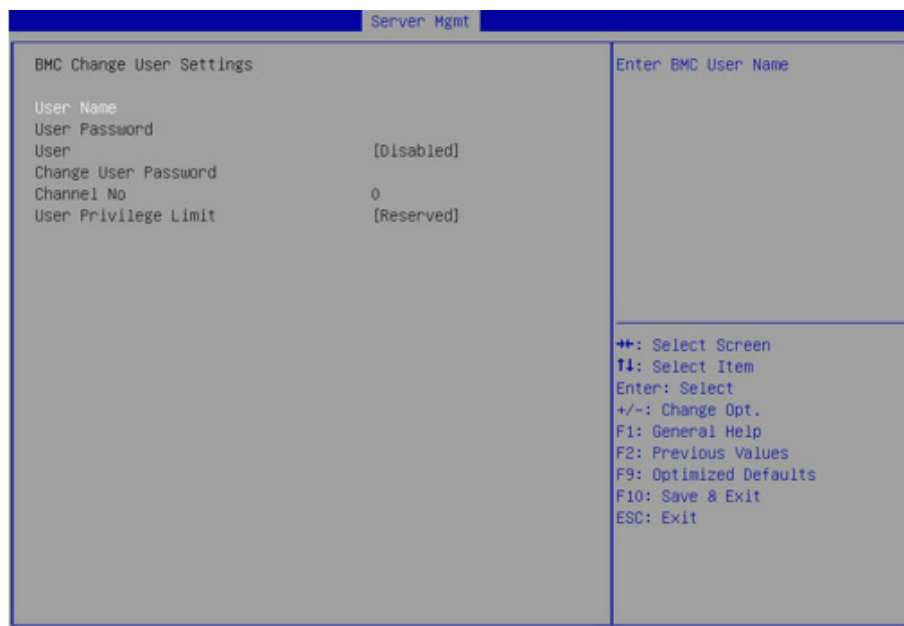 Server Mgmt
BMC Change User Settings
User Name
User Password
User [Disabled]
Change User Password
Channel No 0
User Privilege Limit [Reserved]
Enter BMC User Name
→←: Select Screen
↑↓: Select Item
Enter: Select
+/-: Change Opt.
F1: General Help
F2: Previous Values
F9: Optimized Defaults
F10: Save & Exit
ESC: Exit